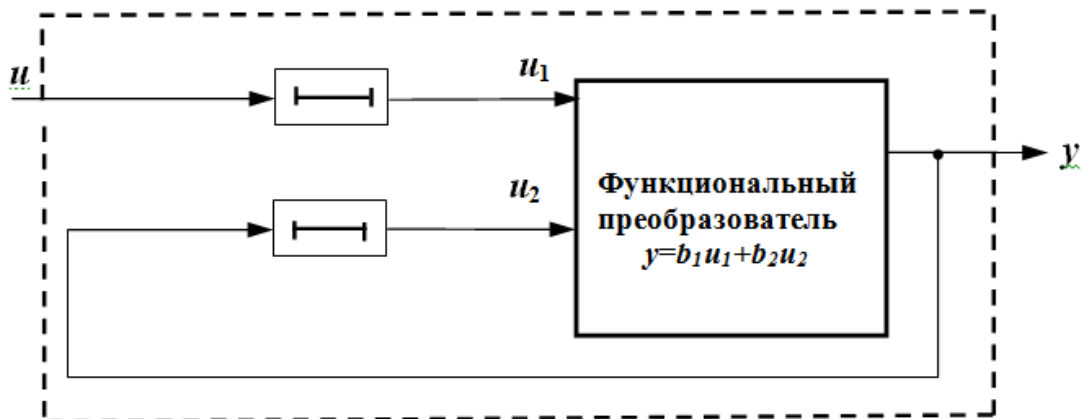 u
u₁
u₂
Функциональный
преобразователь
y=b₁u₁+b₂u₂
y